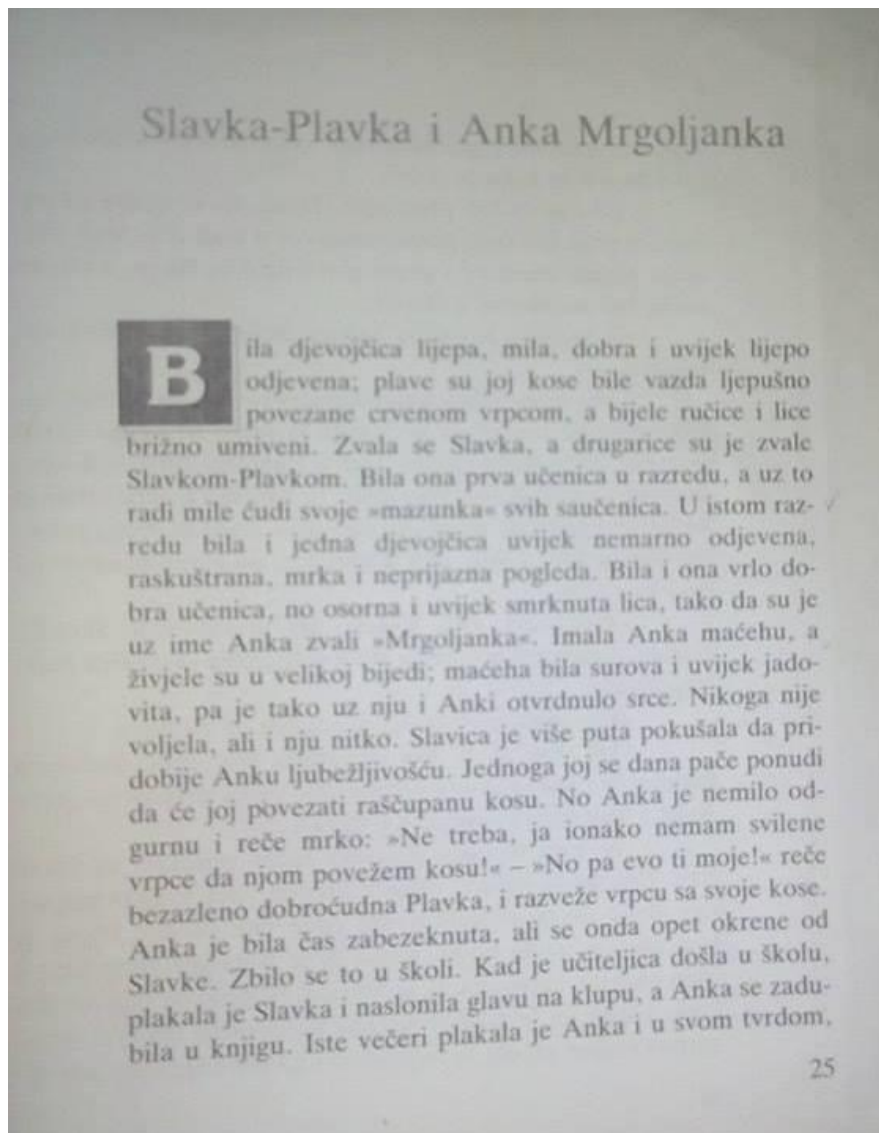 Slavka-Plavka i Anka Mrgoljanka
Bila djevojčica lijepa, mila, dobra i uvijek lijepo
odjevena; plave su joj kose bile vazda ljepušno
povezane crvenom vrpcom, a bijele ručice i lice
brižno umiveni. Zvala se Slavka, a drugarice su je zvale
Slavkom-Plavkom. Bila ona prva učenica u razredu, a uz to
radi mile ćudi svoje »mazunka« svih saučenica. U istom raz-
redu bila i jedna djevojčica uvijek nemarno odjevena,
raskuštrana, mrka i neprijazna pogleda. Bila i ona vrlo do-
bra učenica, no osorna i uvijek smrknuta lica, tako da su je
uz ime Anka zvali »Mrgoljanka«. Imala Anka maćehu, a
živjele su u velikoj bijedi; maćeha bila surova i uvijek jado-
vita, pa je tako uz nju i Anki otvrdnulo srce. Nikoga nije
voljela, ali i nju nitko. Slavica je više puta pokušala da pri-
dobije Anku ljubežljivošću. Jednoga joj se dana pače ponudi
da će joj povezati raščupanu kosu. No Anka je nemilo od-
gurnu i reče mrko: »Ne treba, ja ionako nemam svilene
vrpce da njom povežem kosu!« – »No pa evo ti moje!« reče
bezazleno dobroćudna Plavka, i razveže vrpcu sa svoje kose.
Anka je bila čas zabezeknuta, ali se onda opet okrene od
Slavke. Zbilo se to u školi. Kad je učiteljica došla u školu,
plakala je Slavka i naslonila glavu na klupu, a Anka se zadu-
bila u knjigu. Iste večeri plakala je Anka i u svom tvrdom,
25